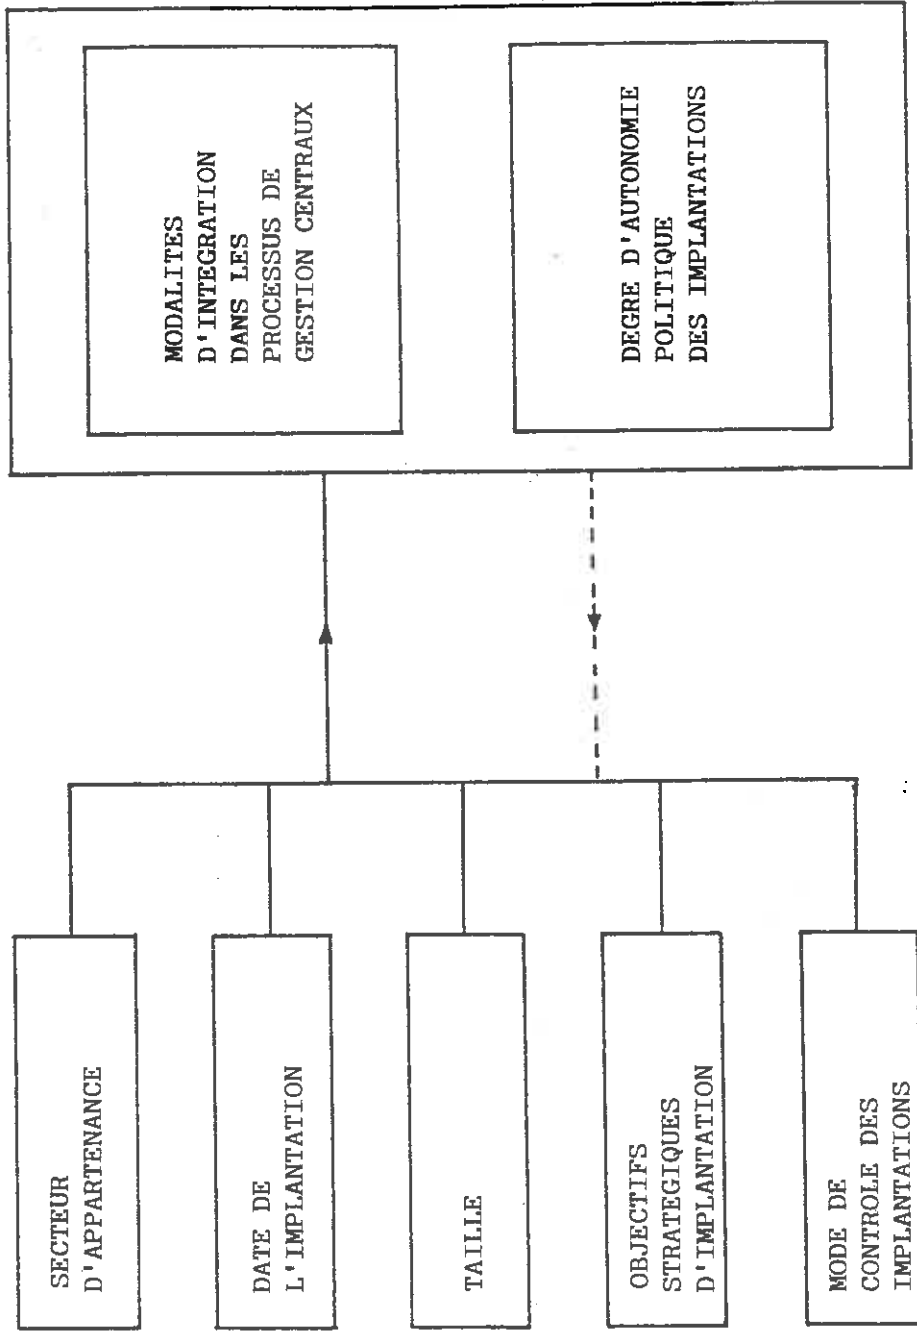 SECTEUR
D'APPARTENANCE
DATE DE
L'IMPLANTATION
TAILLE
OBJECTIFS
STRATEGIQUES
D'IMPLANTATION
MODE DE
CONTROLE DES
IMPLANTATIONS
MODALITES
D'INTEGRATION
DANS LES
PROCESSUS DE
GESTION CENTRAUX
DEGRE D'AUTONOMIE
POLITIQUE
DES IMPLANTATIONS